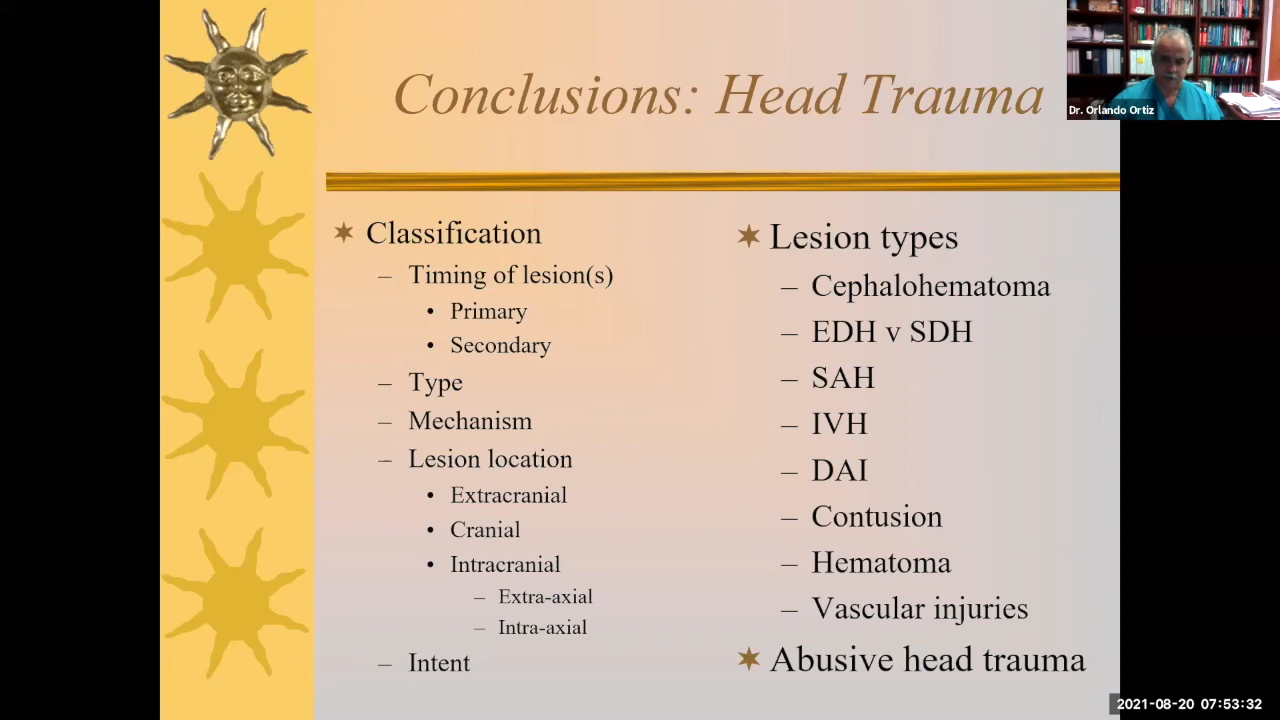 Conclusions: Head Trauma
Dr. Orlando Ortiz
Classification
– Timing of lesion(s)
• Primary
• Secondary
– Type
– Mechanism
– Lesion location
• Extracranial
• Cranial
• Intracranial
– Extra-axial
– Intra-axial
– Intent
Lesion types
– Cephalohematoma
– EDH v SDH
– SAH
– IVH
– DAI
– Contusion
– Hematoma
– Vascular injuries
Abusive head trauma
2021-08-20 07:53:32